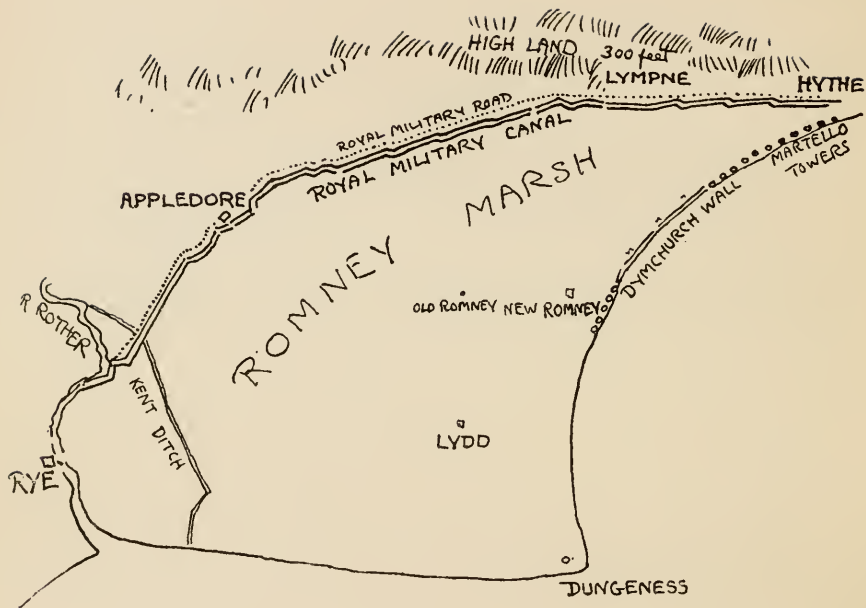 HIGH LAND
300 feet
LYMPNE
HYTHE
ROYAL MILITARY ROAD
ROYAL MILITARY CANAL
MARTELLO
TOWERS
APPLEDORE
ROMNEY MARSH
DYMCHURCH WALL
R ROTHER
OLD ROMNEY
NEW ROMNEY
KENT DITCH
LYDD
RYE
DUNGENESS